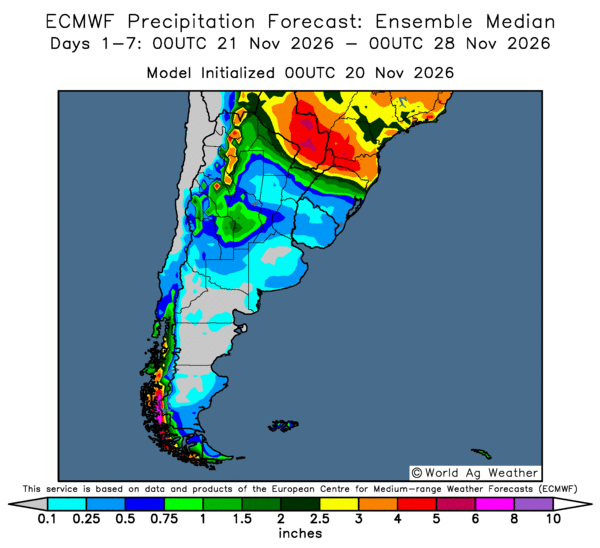 ECMWF Precipitation Forecast: Ensemble Median
Days 1–7: 00UTC 21 Nov 2026 – 00UTC 28 Nov 2026
Model Initialized 00UTC 20 Nov 2026
© World Ag Weather
This service is based on data and products of the European Centre for Medium-range Weather Forecasts (ECMWF)
0.1 0.25 0.5 0.75 1 1.5 2 2.5 3 4 5 6 8 10
inches